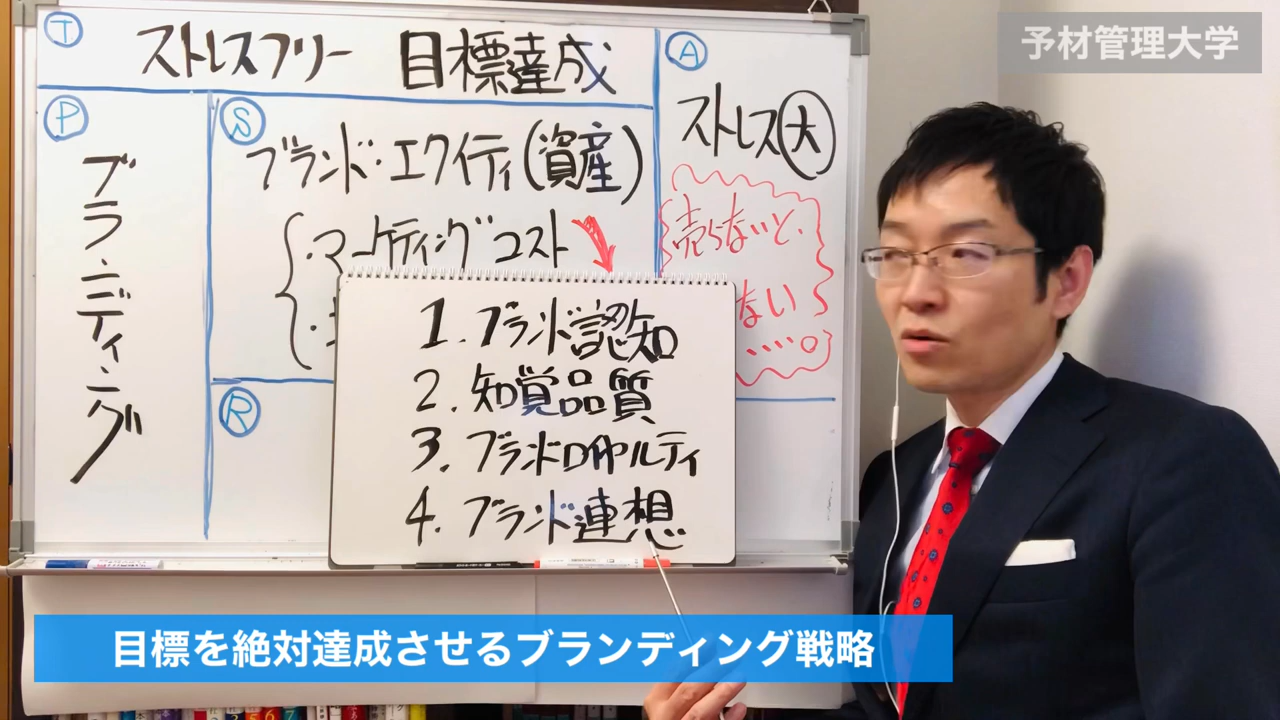 予材管理大学
T
ストレスフリー 目標達成
A
ストレス大
P
ブランディング
S
ブランド・エクイティ(資産)
・マーケティングコスト
売らないと・
ない
・・・・。
R
1. ブランド認知
2. 知覚品質
3. ブランドロイヤルティ
4. ブランド連想
目標を絶対達成させるブランディング戦略